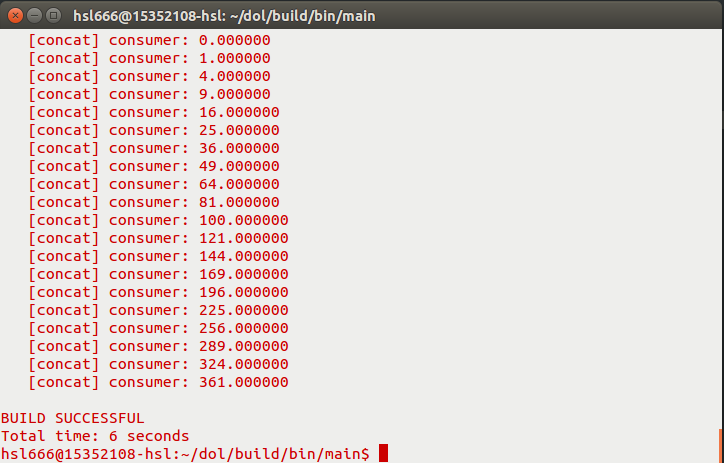 hsl666@15352108-hsl: ~/dol/build/bin/main
[concat] consumer: 0.000000
[concat] consumer: 1.000000
[concat] consumer: 4.000000
[concat] consumer: 9.000000
[concat] consumer: 16.000000
[concat] consumer: 25.000000
[concat] consumer: 36.000000
[concat] consumer: 49.000000
[concat] consumer: 64.000000
[concat] consumer: 81.000000
[concat] consumer: 100.000000
[concat] consumer: 121.000000
[concat] consumer: 144.000000
[concat] consumer: 169.000000
[concat] consumer: 196.000000
[concat] consumer: 225.000000
[concat] consumer: 256.000000
[concat] consumer: 289.000000
[concat] consumer: 324.000000
[concat] consumer: 361.000000
BUILD SUCCESSFUL
Total time: 6 seconds
hsl666@15352108-hsl:~/dol/build/bin/main$